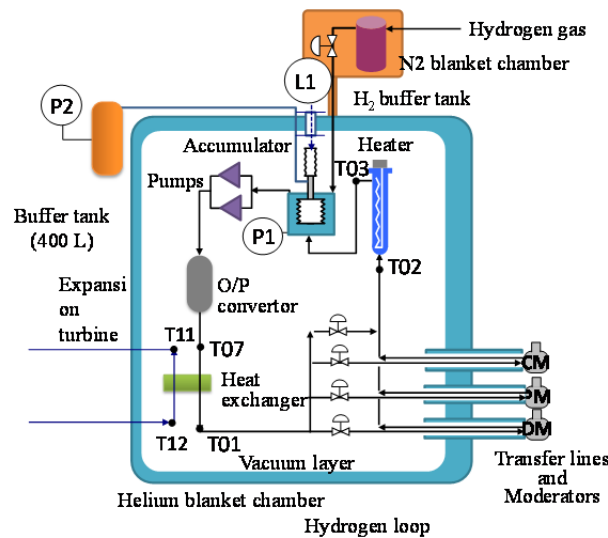 Hydrogen gas
N2 blanket chamber
L1
P2
H2 buffer tank
Accumulator
Heater
T03
Pumps
P1
Buffer tank
(400 L)
T02
O/P
convertor
Expansi
on
turbine
T11
T07
CM
Heat
exchanger
PM
T12
T01
DM
Vacuum layer
Transfer lines
and
Moderators
Helium blanket chamber
Hydrogen loop